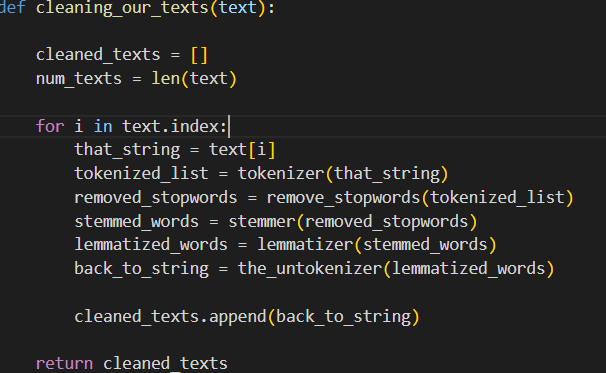 def cleaning_our_texts(text):
    cleaned_texts = []
    num_texts = len(text)
    for i in text.index:
        that_string = text[i]
        tokenized_list = tokenizer(that_string)
        removed_stopwords = remove_stopwords(tokenized_list)
        stemmed_words = stemmer(removed_stopwords)
        lemmatized_words = lemmatizer(stemmed_words)
        back_to_string = the_untokenizer(lemmatized_words)
        cleaned_texts.append(back_to_string)
    return cleaned_texts